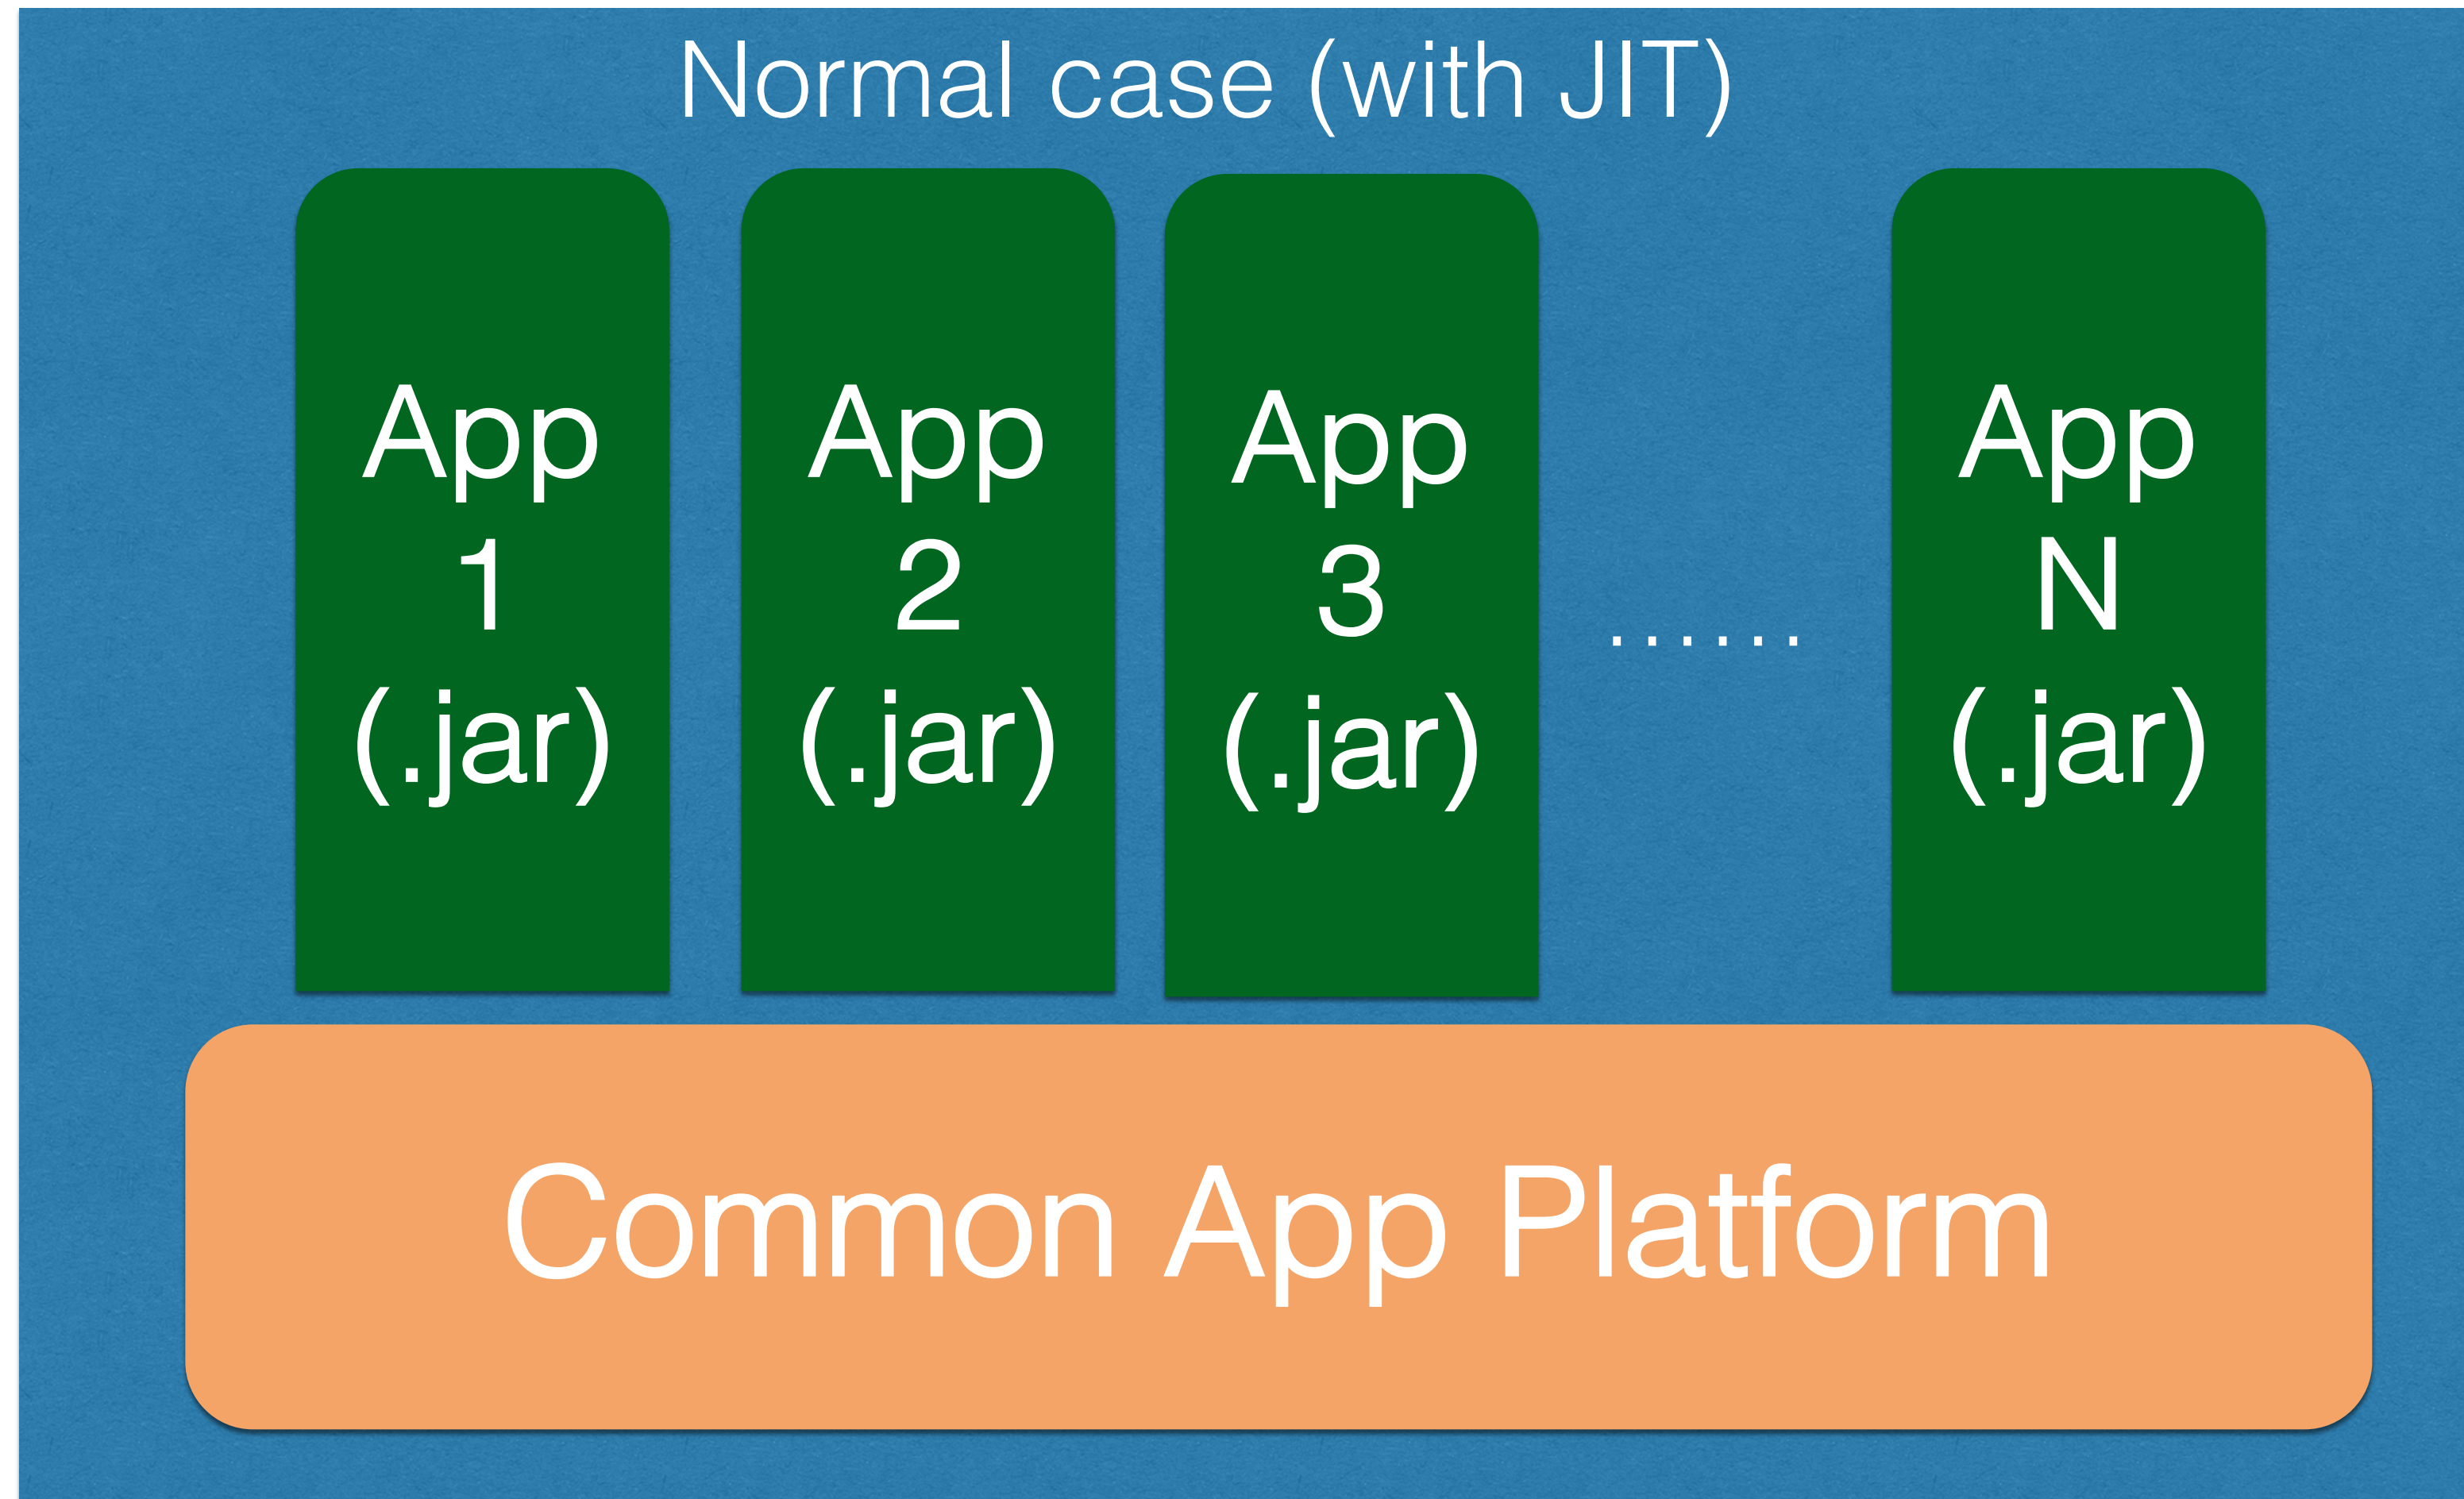 Normal case (with JIT)
App
1
(.jar)
App
2
(.jar)
App
3
(.jar)
......
App
N
(.jar)
Common App Platform